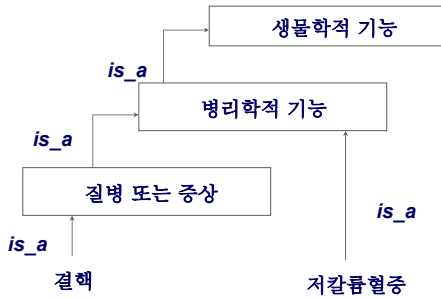 생물학적 기능
is_a
병리학적 기능
is_a
질병 또는 증상
is_a
is_a
결핵
저칼륨혈증